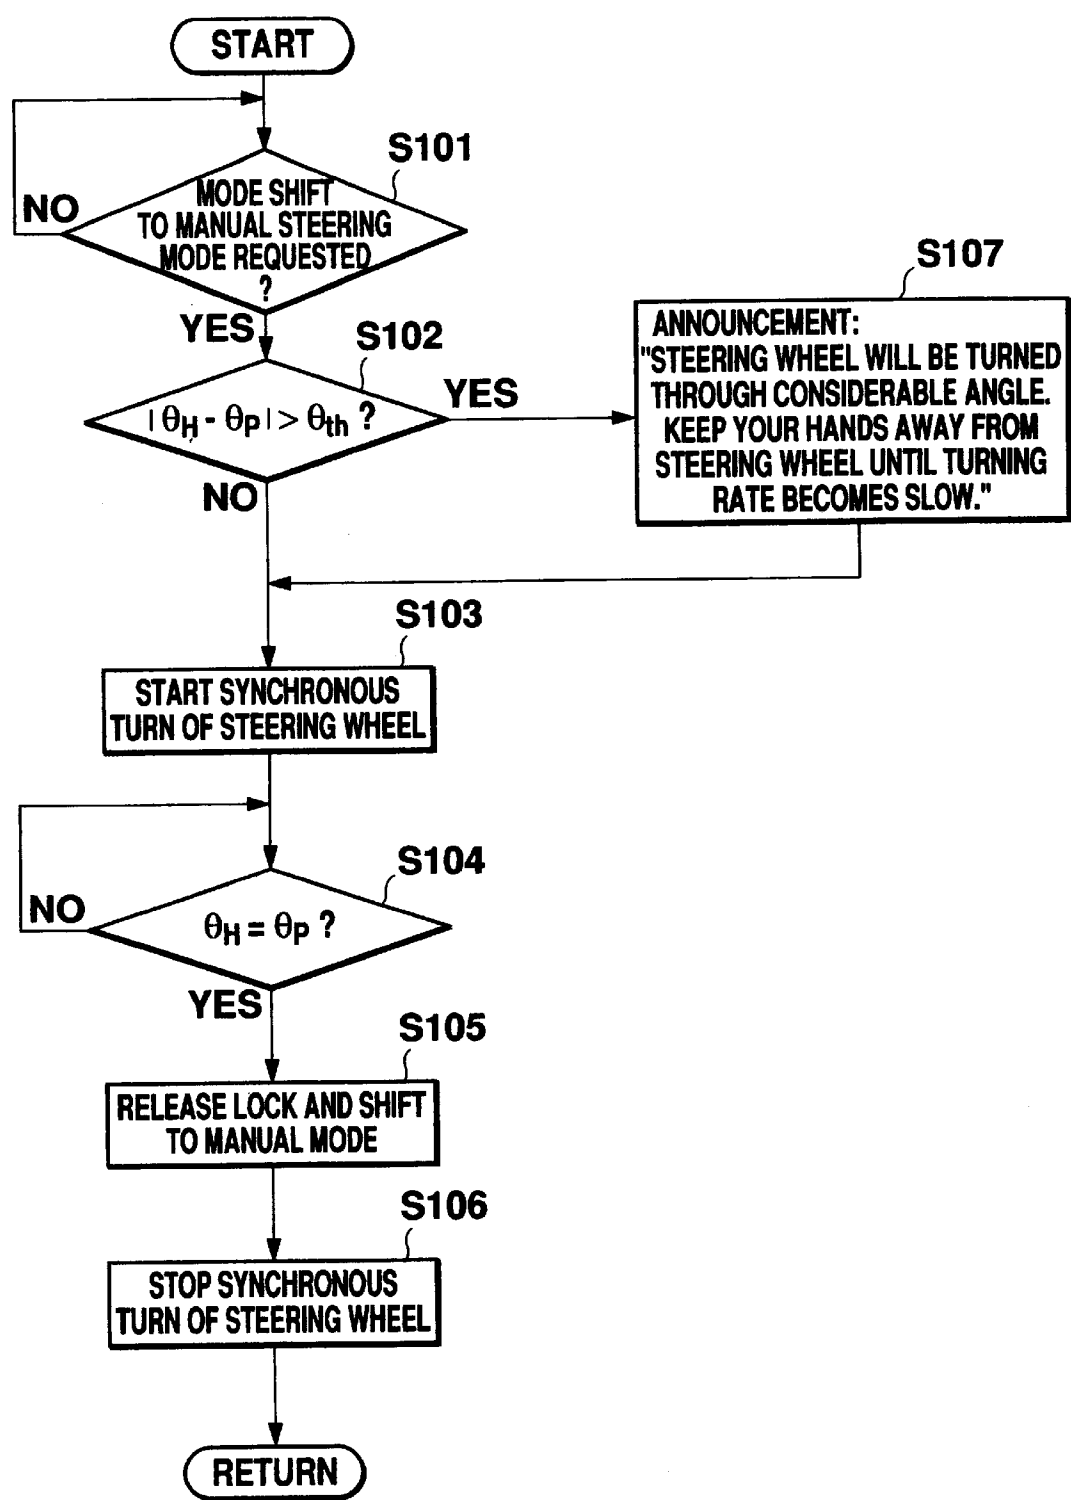 START
S101
NO
MODE SHIFT
TO MANUAL STEERING
MODE REQUESTED
?
YES
S102
|θH - θP| > θth ?
YES
NO
S107
ANNOUNCEMENT:
"STEERING WHEEL WILL BE TURNED
THROUGH CONSIDERABLE ANGLE.
KEEP YOUR HANDS AWAY FROM
STEERING WHEEL UNTIL TURNING
RATE BECOMES SLOW."
S103
START SYNCHRONOUS
TURN OF STEERING WHEEL
S104
NO
θH = θP ?
YES
S105
RELEASE LOCK AND SHIFT
TO MANUAL MODE
S106
STOP SYNCHRONOUS
TURN OF STEERING WHEEL
RETURN